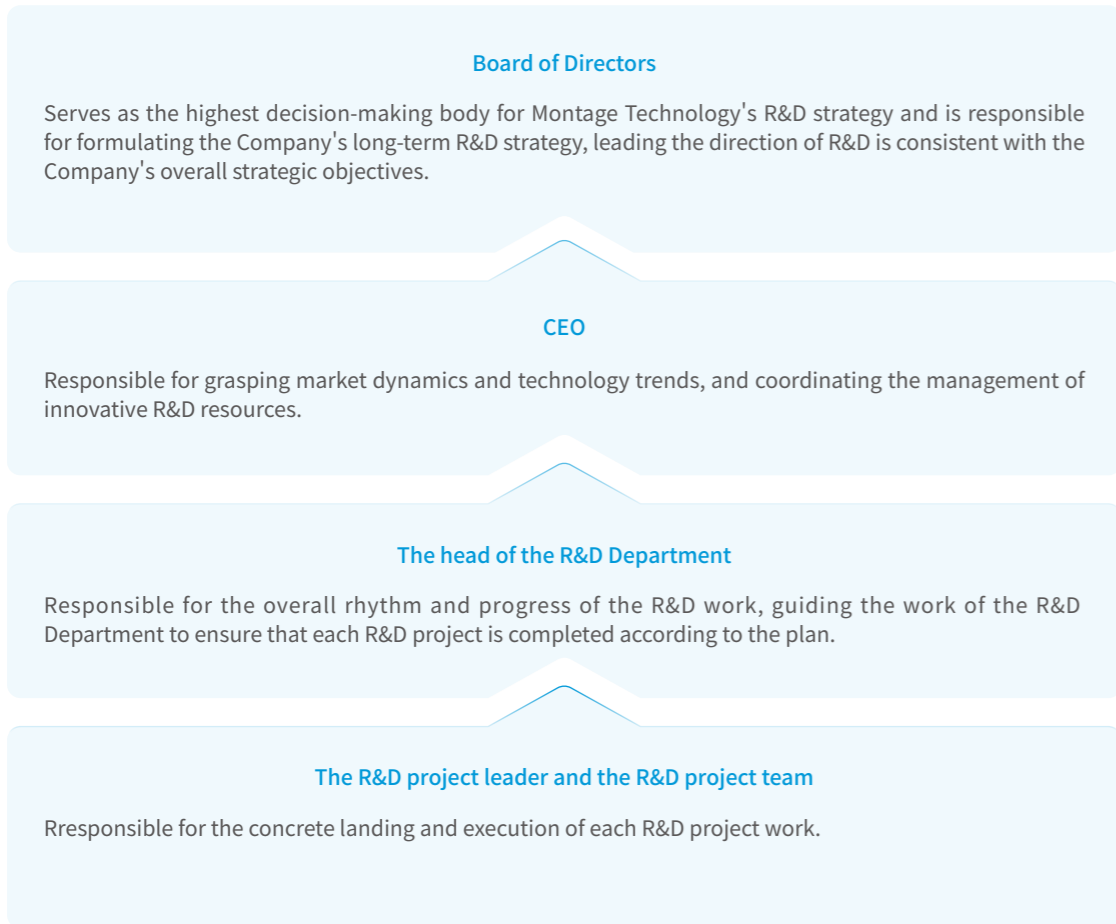 Board of Directors
Serves as the highest decision-making body for Montage Technology's R&D strategy and is responsible
for formulating the Company's long-term R&D strategy, leading the direction of R&D is consistent with the
Company's overall strategic objectives.
CEO
Responsible for grasping market dynamics and technology trends, and coordinating the management of
innovative R&D resources.
The head of the R&D Department
Responsible for the overall rhythm and progress of the R&D work, guiding the work of the R&D
Department to ensure that each R&D project is completed according to the plan.
The R&D project leader and the R&D project team
Rresponsible for the concrete landing and execution of each R&D project work.